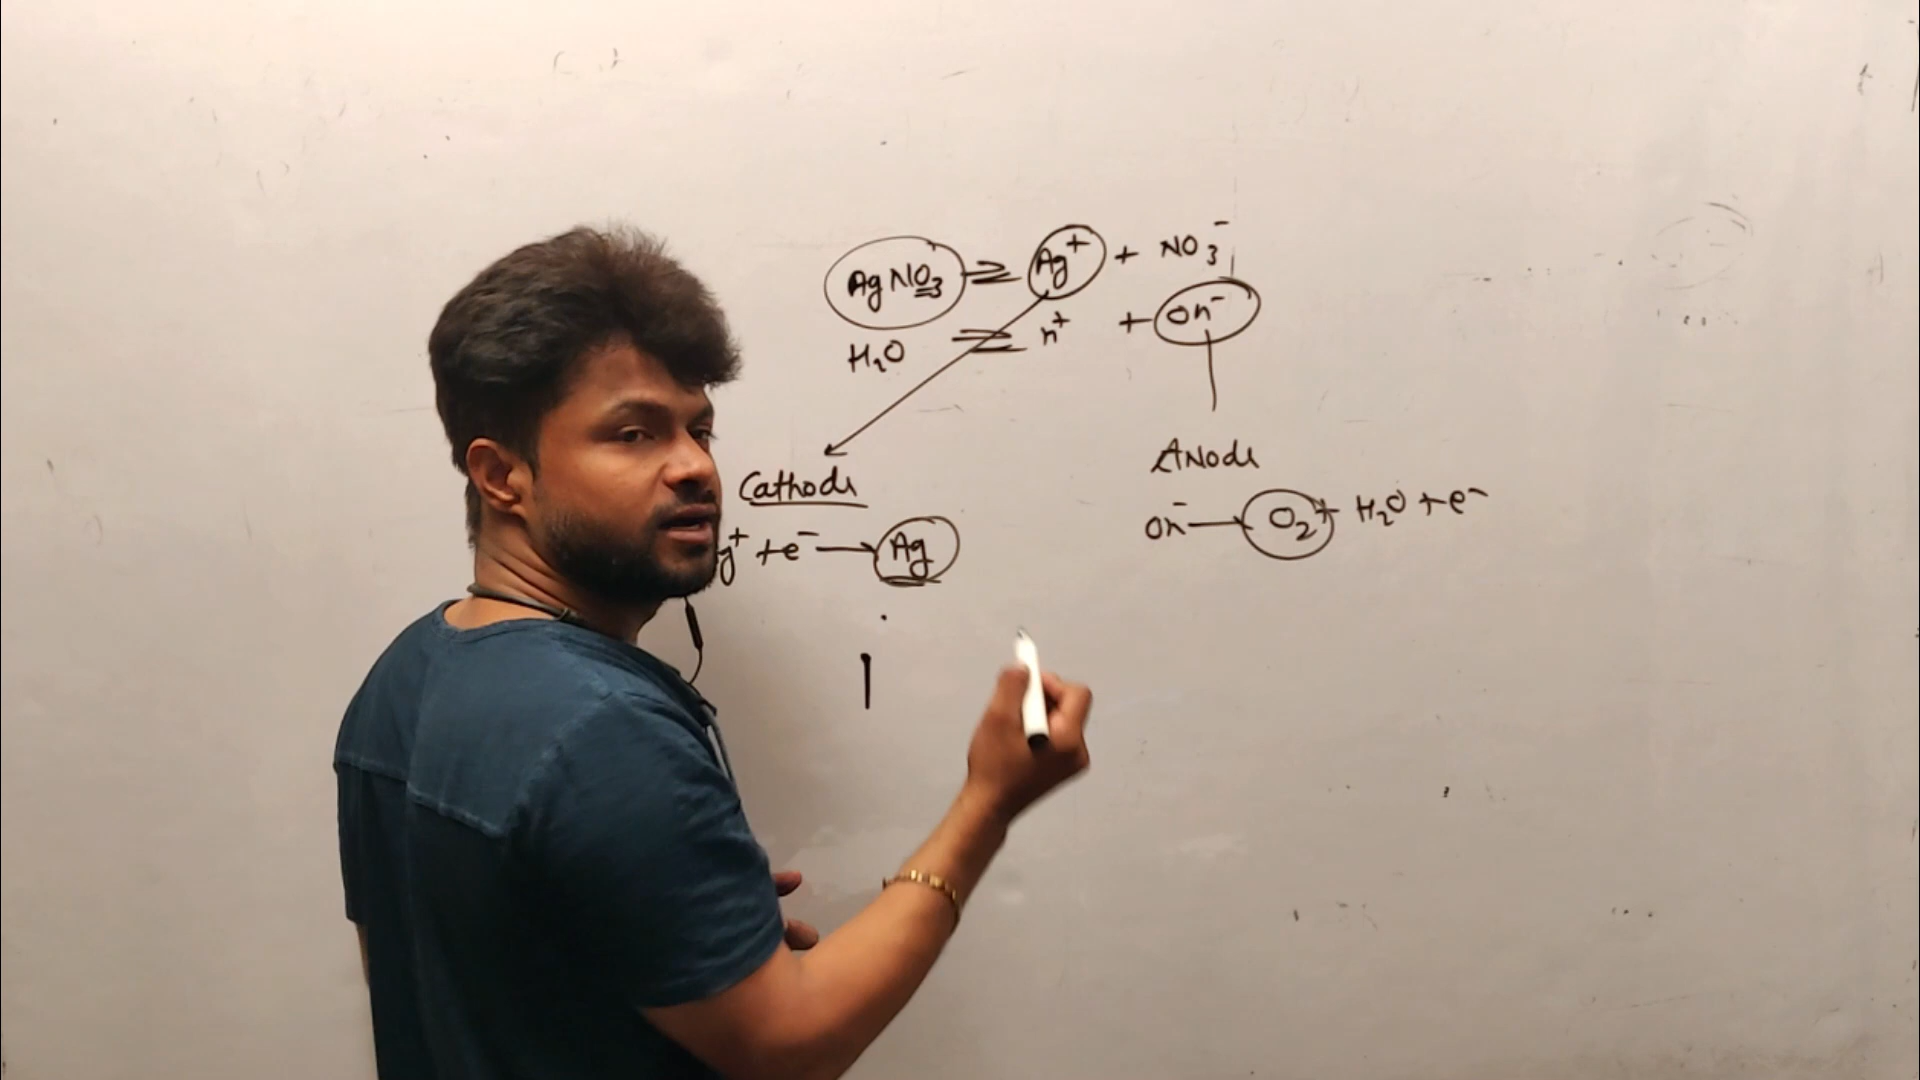 AgNO₃ ⇌ Ag⁺ + NO₃⁻
H₂O ⇌ H⁺ + OH⁻
Cathode
Anode
g⁺ + e⁻ → Ag
OH⁻ → O₂ + H₂O + e⁻